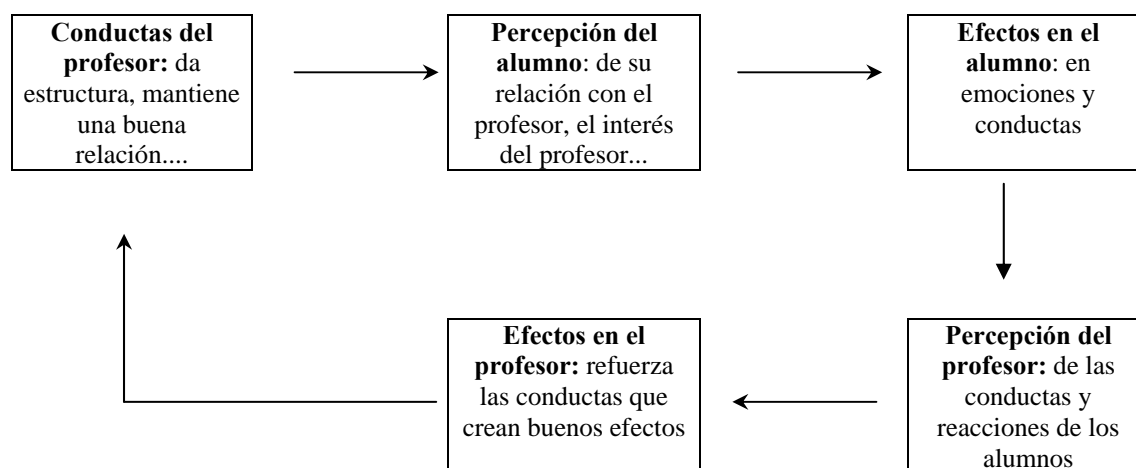 Conductas del
profesor: da
estructura, mantiene
una buena
relación....
Percepción del
alumno: de su
relación con el
profesor, el interés
del profesor...
Efectos en el
alumno: en
emociones y
conductas
Efectos en el
profesor: refuerza
las conductas que
crean buenos efectos
Percepción del
profesor: de las
conductas y
reacciones de los
alumnos